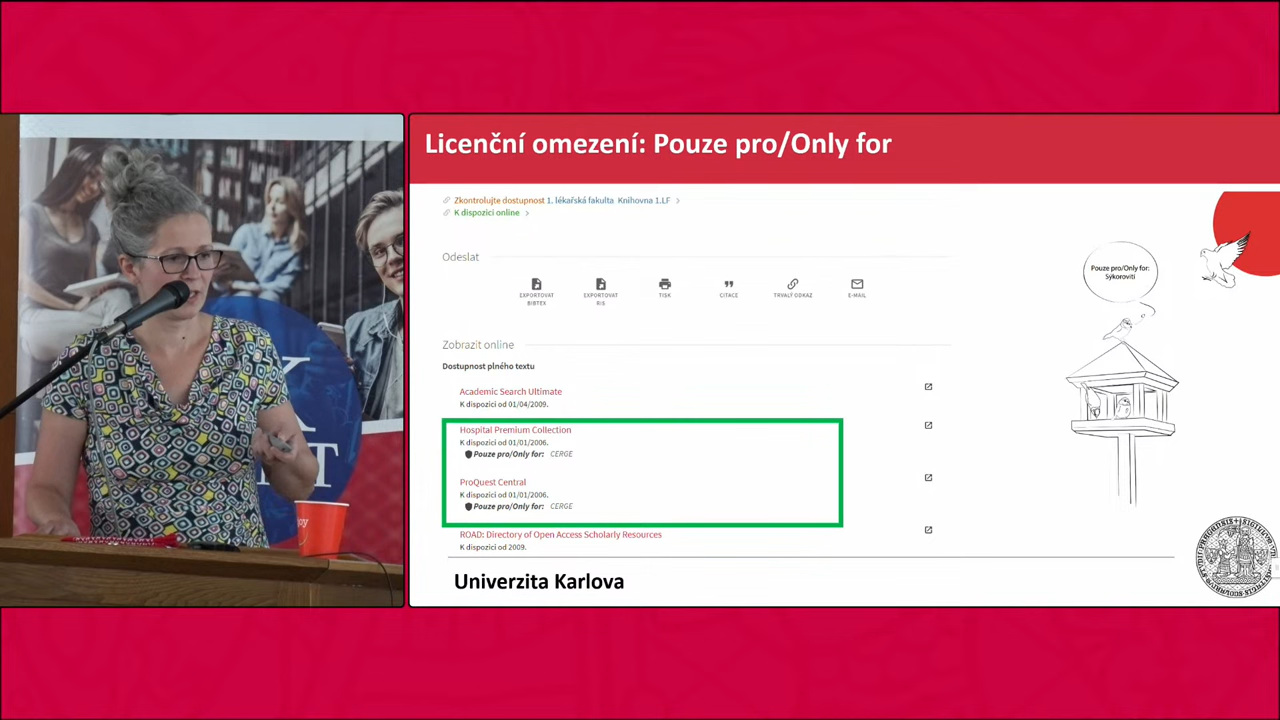 Licenční omezení: Pouze pro/Only for
Zkontrolujte dostupnost 1. lékařská fakulta Knihovna 1.LF
K dispozici online
Odeslat
EXPORTOVAT BIBTEX
EXPORTOVAT RIS
TISK
CITACE
TRVALÝ ODKAZ
E-MAIL
Zobrazit online
Dostupnost plného textu
Academic Search Ultimate
K dispozici od 01/04/2009.
Hospital Premium Collection
K dispozici od 01/01/2006.
Pouze pro/Only for: CERGE
ProQuest Central
K dispozici od 01/01/2006.
Pouze pro/Only for: CERGE
ROAD: Directory of Open Access Scholarly Resources
K dispozici od 2009.
Pouze pro/Only for:
Sýkorovití
Univerzita Karlova